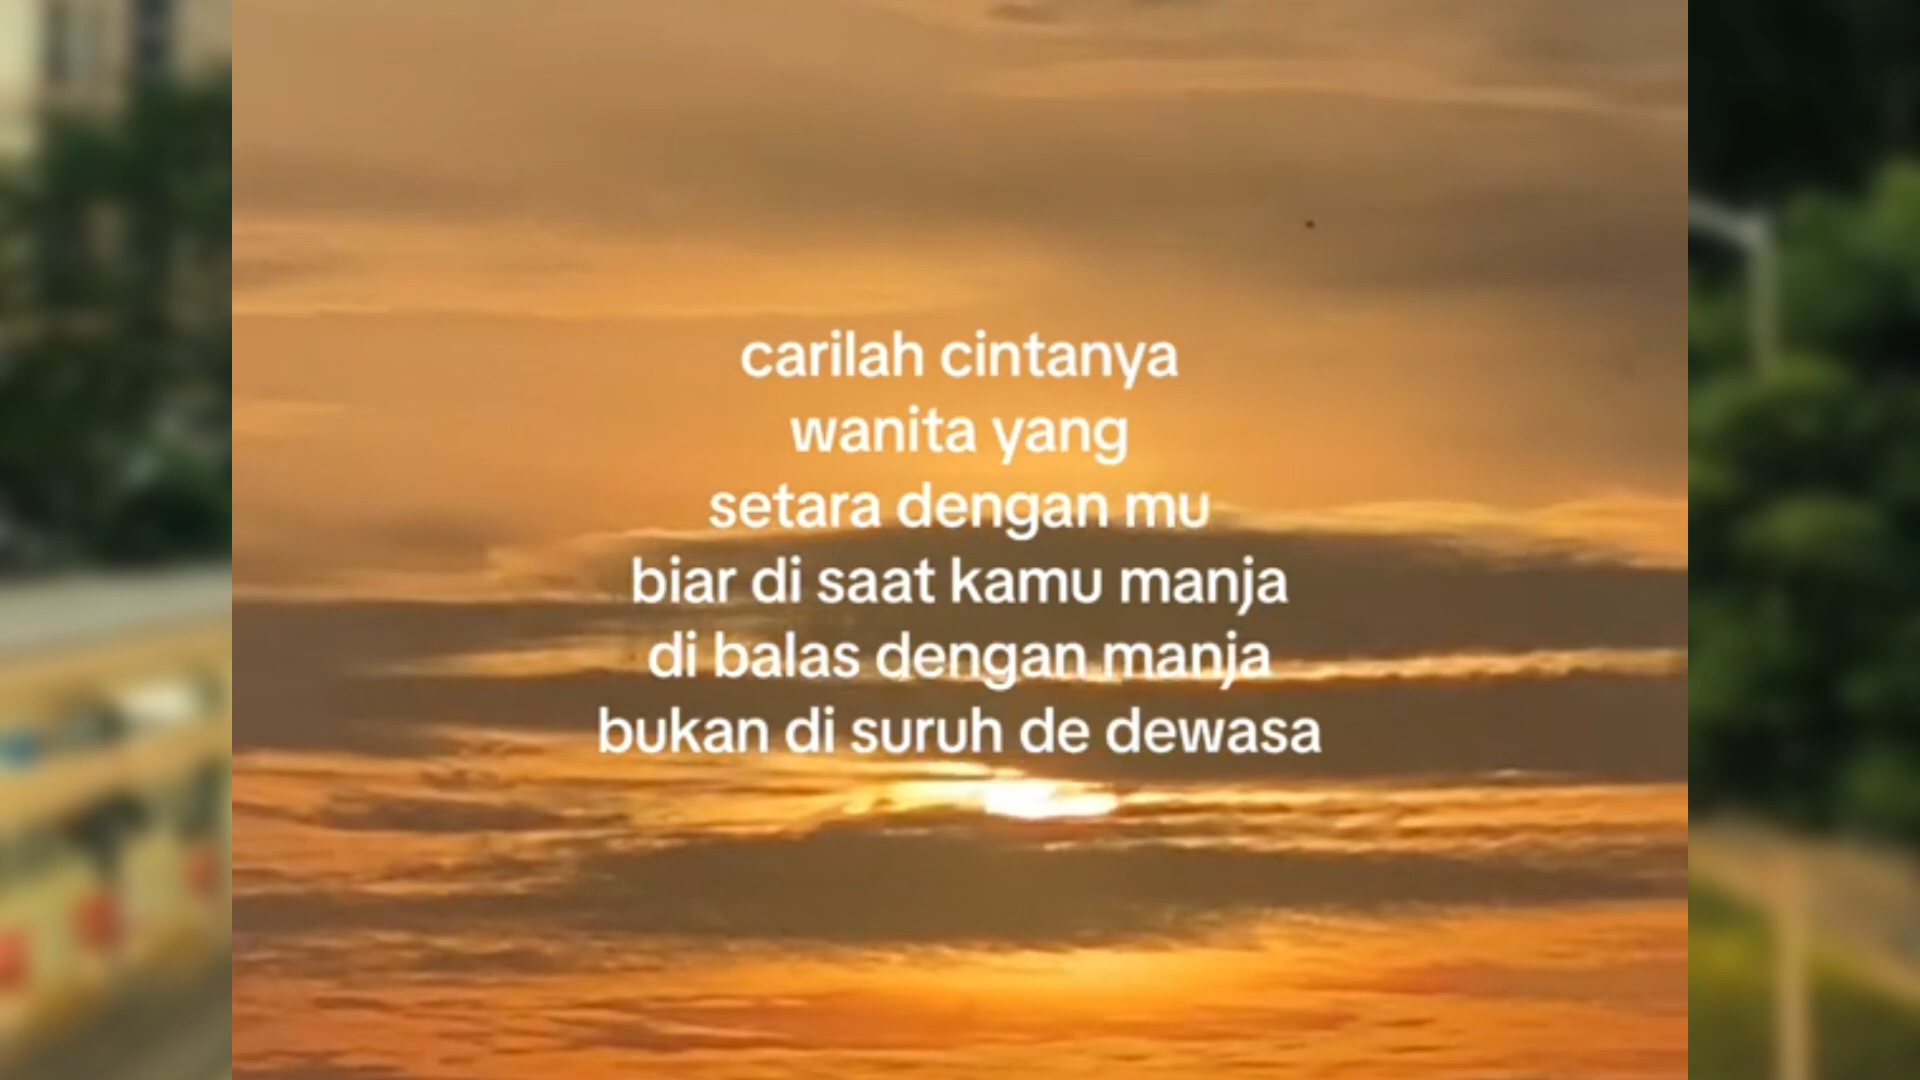 carilah cintanya
wanita yang
setara dengan mu
biar di saat kamu manja
di balas dengan manja
bukan di suruh de dewasa